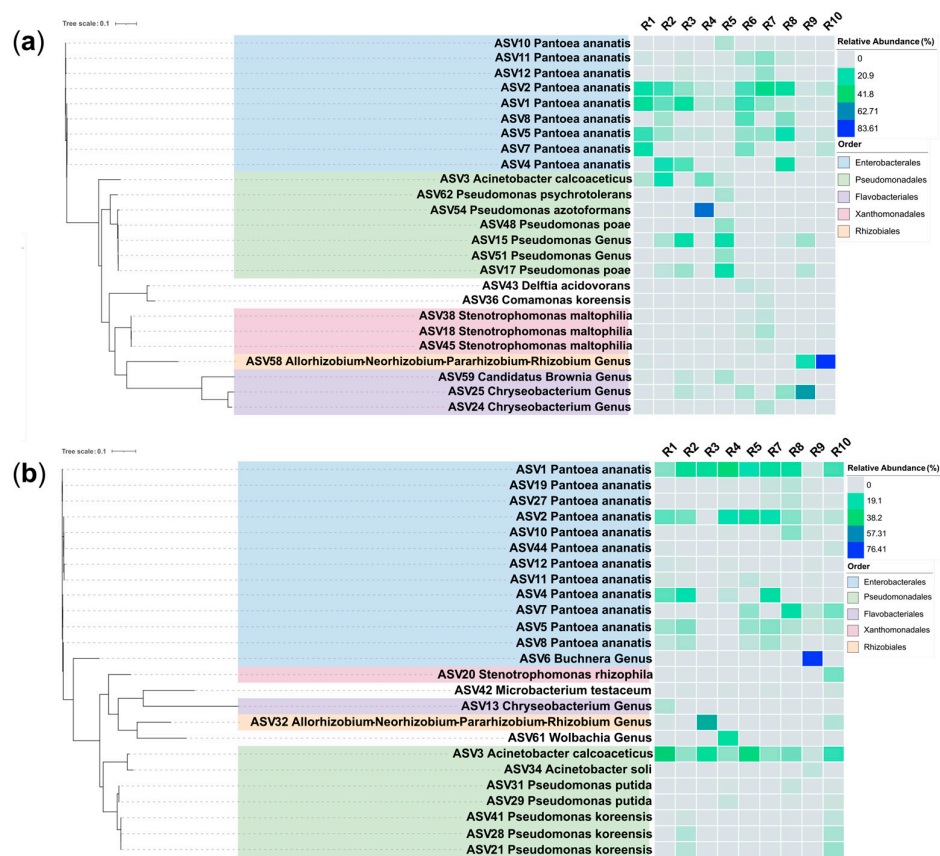 Tree scale: 0.1
(a)
R1 R2 R3 R4 R5 R6 R7 R8 R9 R10
ASV10 Pantoea ananatis
ASV11 Pantoea ananatis
ASV12 Pantoea ananatis
ASV2 Pantoea ananatis
ASV1 Pantoea ananatis
ASV8 Pantoea ananatis
ASV5 Pantoea ananatis
ASV7 Pantoea ananatis
ASV4 Pantoea ananatis
ASV3 Acinetobacter calcoaceticus
ASV62 Pseudomonas psychrotolerans
ASV54 Pseudomonas azotoformans
ASV48 Pseudomonas poae
ASV15 Pseudomonas Genus
ASV51 Pseudomonas Genus
ASV17 Pseudomonas poae
ASV43 Delftia acidovorans
ASV36 Comamonas koreensis
ASV38 Stenotrophomonas maltophilia
ASV18 Stenotrophomonas maltophilia
ASV45 Stenotrophomonas maltophilia
ASV58 Allorhizobium-Neorhizobium-Pararhizobium-Rhizobium Genus
ASV59 Candidatus Brownia Genus
ASV25 Chryseobacterium Genus
ASV24 Chryseobacterium Genus
Relative Abundance (%)
0
20.9
41.8
62.71
83.61
Order
Enterobacterales
Pseudomonadales
Flavobacteriales
Xanthomonadales
Rhizobiales
Tree scale: 0.1
(b)
R1 R2 R3 R4 R5 R7 R8 R9 R10
ASV1 Pantoea ananatis
ASV19 Pantoea ananatis
ASV27 Pantoea ananatis
ASV2 Pantoea ananatis
ASV10 Pantoea ananatis
ASV44 Pantoea ananatis
ASV12 Pantoea ananatis
ASV11 Pantoea ananatis
ASV4 Pantoea ananatis
ASV7 Pantoea ananatis
ASV5 Pantoea ananatis
ASV8 Pantoea ananatis
ASV6 Buchnera Genus
ASV20 Stenotrophomonas rhizophila
ASV42 Microbacterium testaceum
ASV13 Chryseobacterium Genus
ASV32 Allorhizobium-Neorhizobium-Pararhizobium-Rhizobium Genus
ASV61 Wolbachia Genus
ASV3 Acinetobacter calcoaceticus
ASV34 Acinetobacter soli
ASV31 Pseudomonas putida
ASV29 Pseudomonas putida
ASV41 Pseudomonas koreensis
ASV28 Pseudomonas koreensis
ASV21 Pseudomonas koreensis
Relative Abundance (%)
0
19.1
38.2
57.31
76.41
Order
Enterobacterales
Pseudomonadales
Flavobacteriales
Xanthomonadales
Rhizobiales